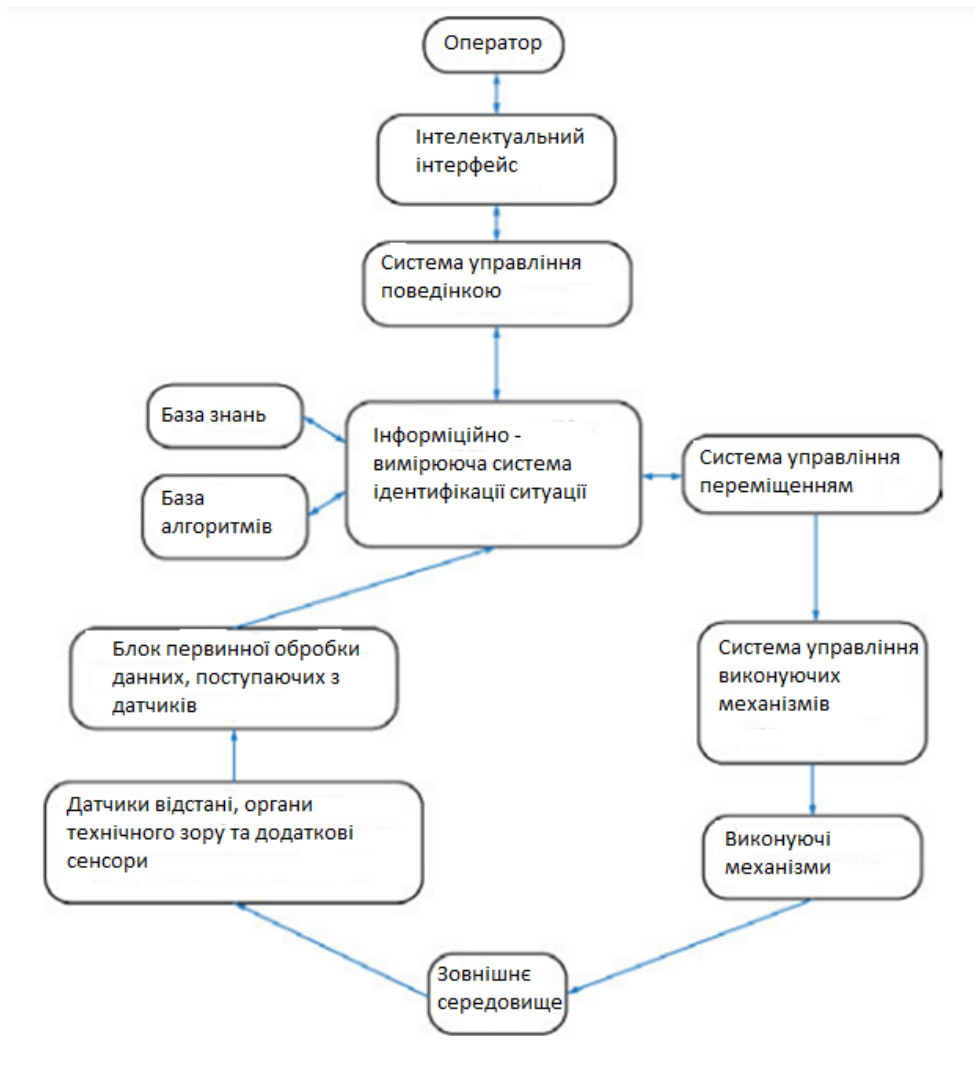 Оператор
Інтелектуальний
інтерфейс
Система управління
поведінкою
База знань
Інформіційно -
вимірююча система
ідентифікації ситуації
Система управління
переміщенням
База
алгоритмів
Блок первинної обробки
данних, поступаючих з
датчиків
Система управління
виконуючих
механізмів
Датчики відстані, органи
технічного зору та додаткові
сенсори
Виконуючі
механізми
Зовнішнє
середовище